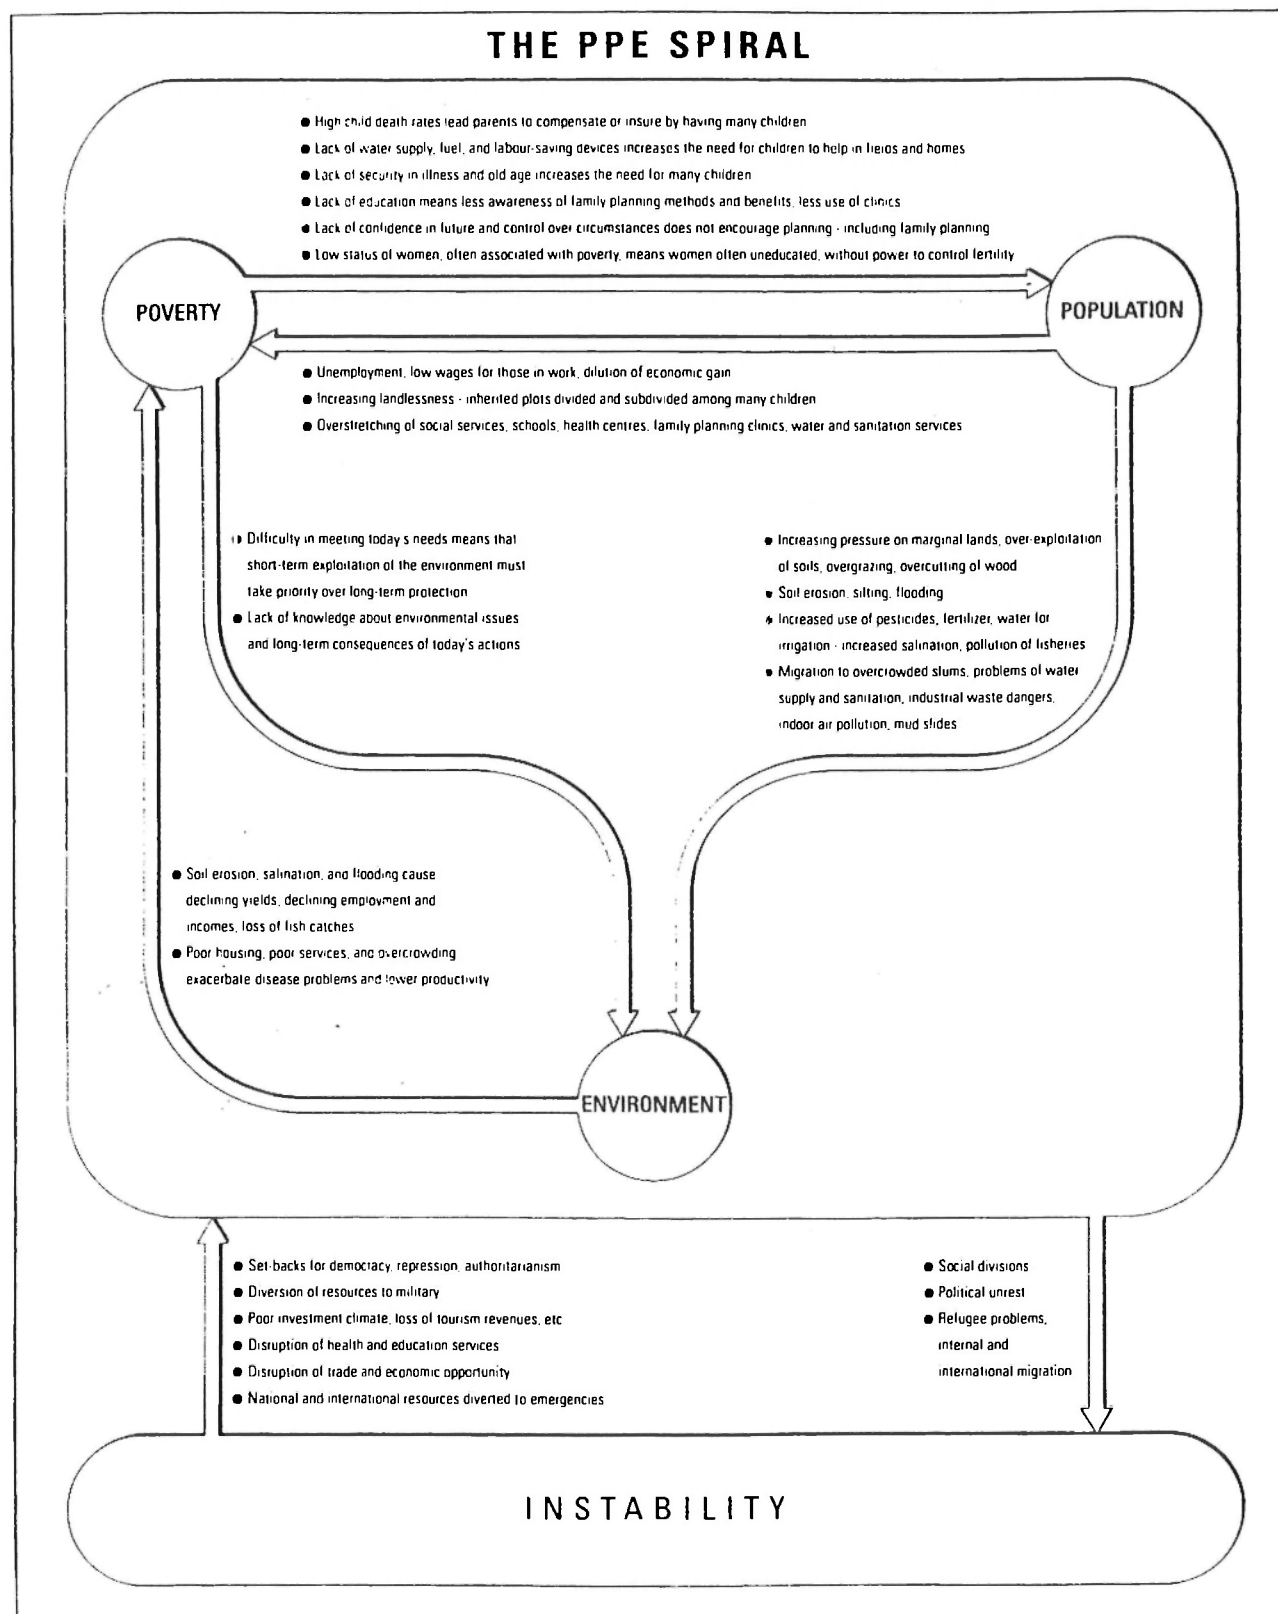 THE PPE SPIRAL
● High child death rates lead parents to compensate or insure by having many children
● Lack of water supply, fuel, and labour-saving devices increases the need for children to help in fields and homes
● Lack of security in illness and old age increases the need for many children
● Lack of education means less awareness of family planning methods and benefits, less use of clinics
● Lack of confidence in future and control over circumstances does not encourage planning - including family planning
● Low status of women, often associated with poverty, means women often uneducated, without power to control fertility
POVERTY
POPULATION
● Unemployment, low wages for those in work, dilution of economic gain
● Increasing landlessness - inherited plots divided and subdivided among many children
● Overstretching of social services, schools, health centres, family planning clinics, water and sanitation services
● Difficulty in meeting today's needs means that
short-term exploitation of the environment must
take priority over long-term protection
● Lack of knowledge about environmental issues
and long-term consequences of today's actions
● Increasing pressure on marginal lands, over-exploitation
of soils, overgrazing, overcutting of wood
● Soil erosion, silting, flooding
● Increased use of pesticides, fertilizer, water for
irrigation - increased salination, pollution of fisheries
● Migration to overcrowded slums, problems of water
supply and sanitation, industrial waste dangers,
indoor air pollution, mud slides
● Soil erosion, salination, and flooding cause
declining yields, declining employment and
incomes, loss of fish catches
● Poor housing, poor services, and overcrowding
exacerbate disease problems and lower productivity
ENVIRONMENT
● Set-backs for democracy, repression, authoritarianism
● Diversion of resources to military
● Poor investment climate, loss of tourism revenues, etc
● Disruption of health and education services
● Disruption of trade and economic opportunity
● National and international resources diverted to emergencies
● Social divisions
● Political unrest
● Refugee problems,
internal and
international migration
INSTABILITY